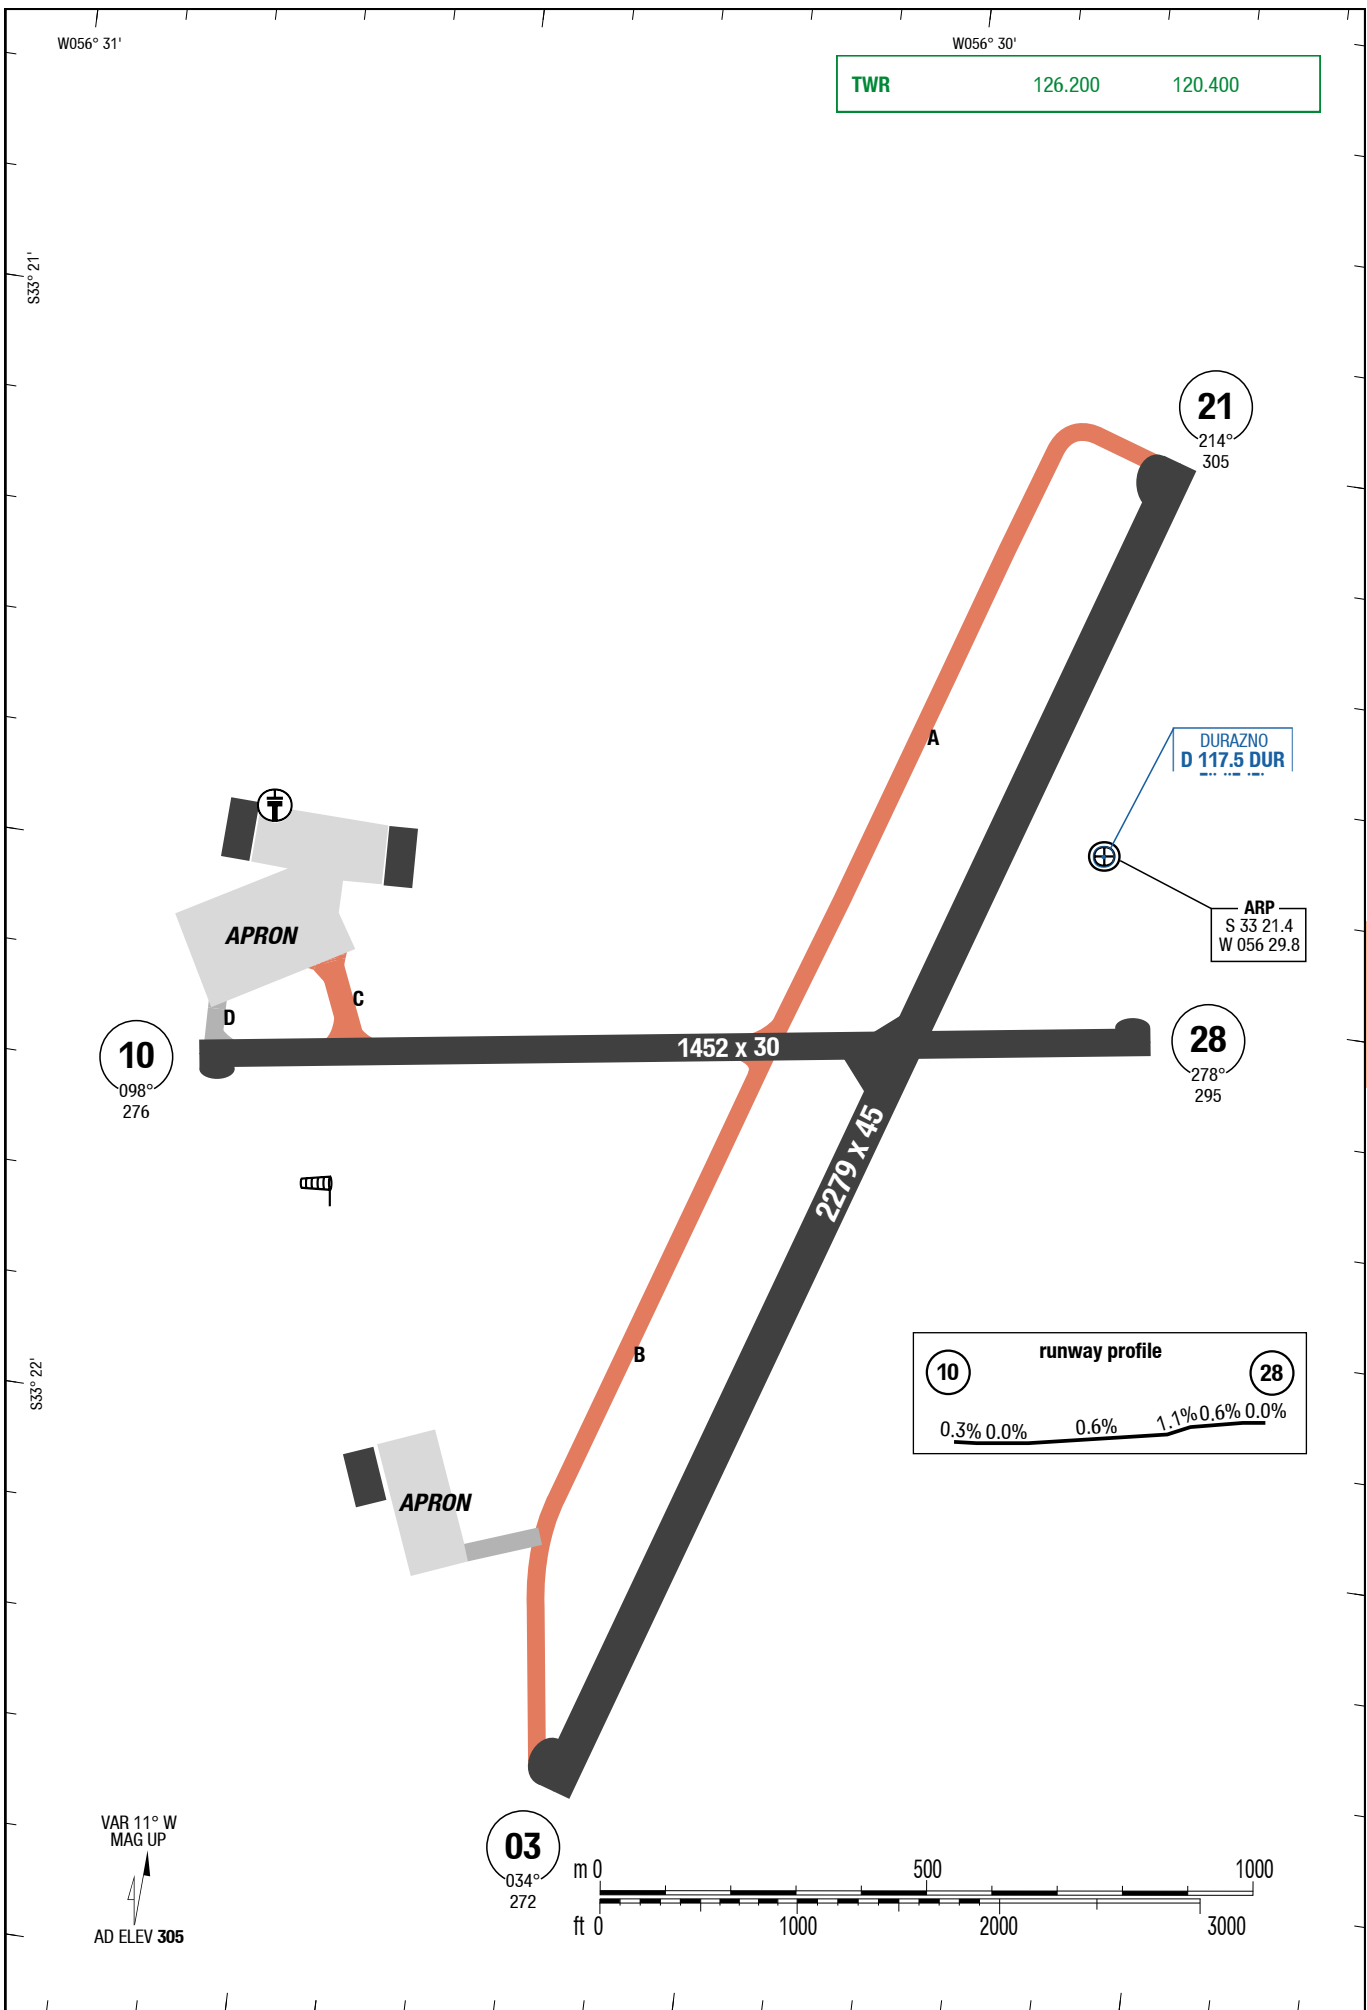 W056° 31'
W056° 30'
TWR 126.200 120.400
S33° 21'
21
214°
305
A
DURAZNO
D 117.5 DUR
ARP
S 33 21.4
W 056 29.8
APRON
C
D
10
098°
276
1452 x 30
28
278°
295
2279 x 45
B
runway profile
10
28
0.3% 0.0% 0.6% 1.1% 0.6% 0.0%
S33° 22'
APRON
VAR 11° W
MAG UP
AD ELEV 305
03
034°
272
m 0 500 1000
ft 0 1000 2000 3000